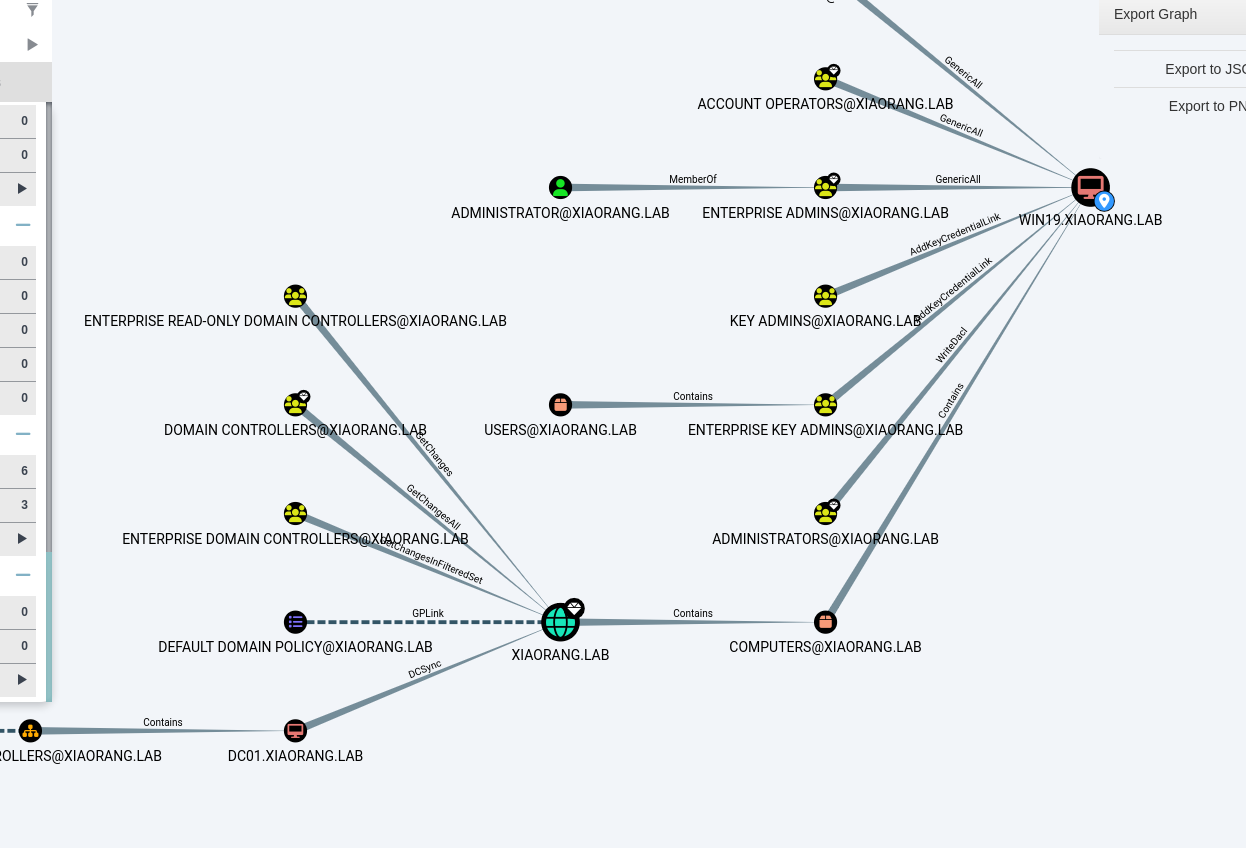 Export Graph
Export to JSO
Export to PN
GenericAll
ACCOUNT OPERATORS@XIAORANG.LAB
GenericAll
MemberOf
GenericAll
ADMINISTRATOR@XIAORANG.LAB
ENTERPRISE ADMINS@XIAORANG.LAB
WIN19.XIAORANG.LAB
AddKeyCredentialLink
KEY ADMINS@XIAORANG.LAB
AddKeyCredentialLink
ENTERPRISE READ-ONLY DOMAIN CONTROLLERS@XIAORANG.LAB
WriteDacl
Contains
Contains
DOMAIN CONTROLLERS@XIAORANG.LAB
USERS@XIAORANG.LAB
ENTERPRISE KEY ADMINS@XIAORANG.LAB
GetChanges
GetChangesAll
ENTERPRISE DOMAIN CONTROLLERS@XIAORANG.LAB
ADMINISTRATORS@XIAORANG.LAB
GetChangesInFilteredSet
GPLink
Contains
DEFAULT DOMAIN POLICY@XIAORANG.LAB
XIAORANG.LAB
COMPUTERS@XIAORANG.LAB
DCSync
Contains
ROLLERS@XIAORANG.LAB
DC01.XIAORANG.LAB
0
0
0
0
0
0
0
6
3
0
0